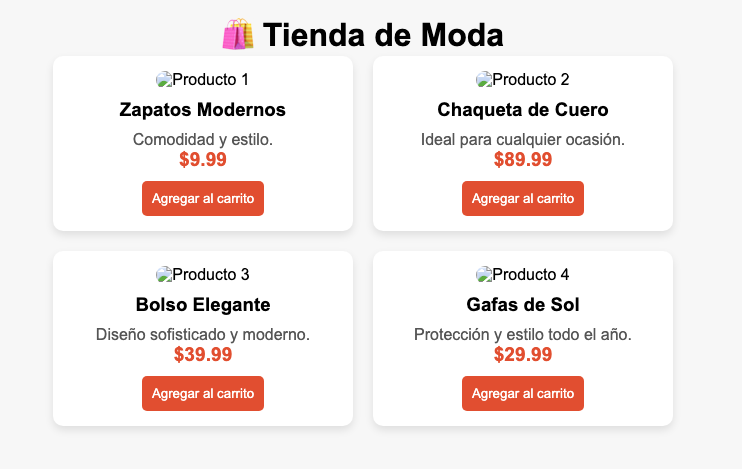 🛍️ Tienda de Moda
Producto 1
Zapatos Modernos
Comodidad y estilo.
$9.99
Agregar al carrito
Producto 2
Chaqueta de Cuero
Ideal para cualquier ocasión.
$89.99
Agregar al carrito
Producto 3
Bolso Elegante
Diseño sofisticado y moderno.
$39.99
Agregar al carrito
Producto 4
Gafas de Sol
Protección y estilo todo el año.
$29.99
Agregar al carrito